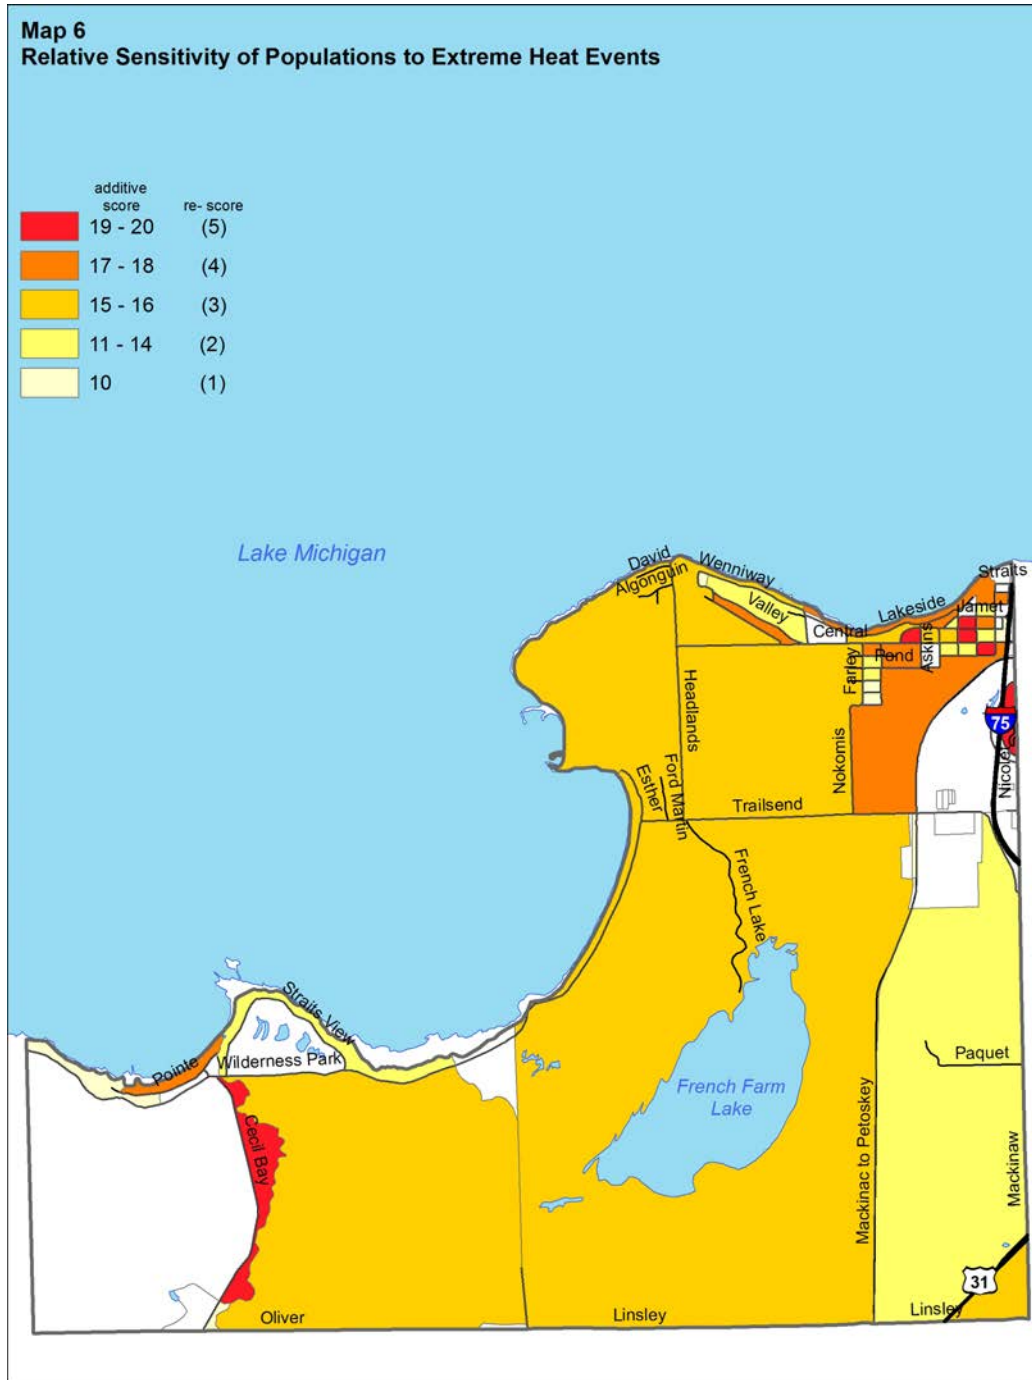 Map 6
Relative Sensitivity of Populations to Extreme Heat Events
additive
score
re- score
19 - 20 (5)
17 - 18 (4)
15 - 16 (3)
11 - 14 (2)
10 (1)
Lake Michigan
David
Algonguin
Wenniway
Valley
Central
Lakeside
Straits
Jamet
Askins
Pond
Farley
Headlands
Nokomis
75
Nicolet
Esther
Ford Martin
Trailsend
French Lake
Straits View
Pointe
Wilderness Park
Cecil Bay
French Farm
Lake
Mackinac to Petoskey
Paquet
Mackinaw
31
Oliver
Linsley
Linsley